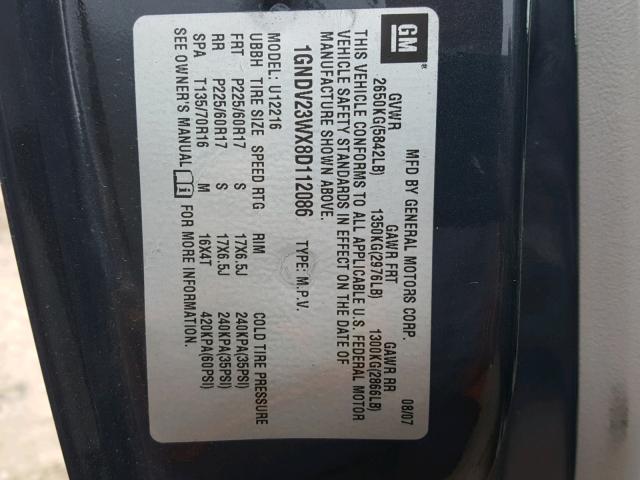 GM
MFD BY GENERAL MOTORS CORP. 08/07
GVWR GAWR FRT GAWR RR
2650KG(5842LB) 1350KG(2976LB) 1300KG(2866LB)
THIS VEHICLE CONFORMS TO ALL APPLICABLE U.S. FEDERAL MOTOR
VEHICLE SAFETY STANDARDS IN EFFECT ON THE DATE OF
MANUFACTURE SHOWN ABOVE.
1GNDV23WX8D112086 TYPE: M.P.V.
MODEL: U12216
UBBH TIRE SIZE SPEED RTG RIM COLD TIRE PRESSURE
FRT P225/60R17 S 17X6.5J 240KPA(35PSI)
RR P225/60R17 S 17X6.5J 240KPA(35PSI)
SPA T135/70R16 M 16X4T 420KPA(60PSI)
SEE OWNER'S MANUAL FOR MORE INFORMATION.